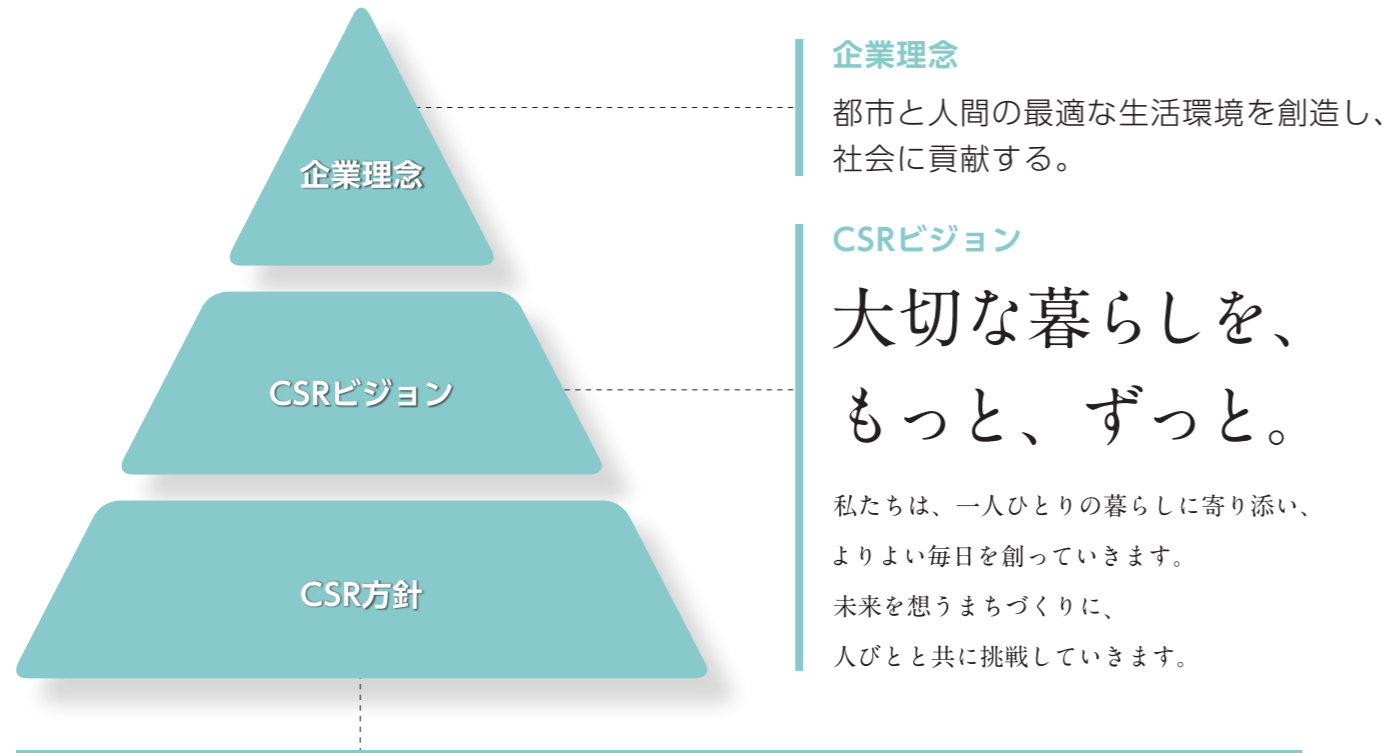 企業理念
CSRビジョン
CSR方針
企業理念
都市と人間の最適な生活環境を創造し、
社会に貢献する。
CSRビジョン
大切な暮らしを、
もっと、ずっと。
私たちは、一人ひとりの暮らしに寄り添い、
よりよい毎日を創っていきます。
未来を想うまちづくりに、
人びとと共に挑戦していきます。